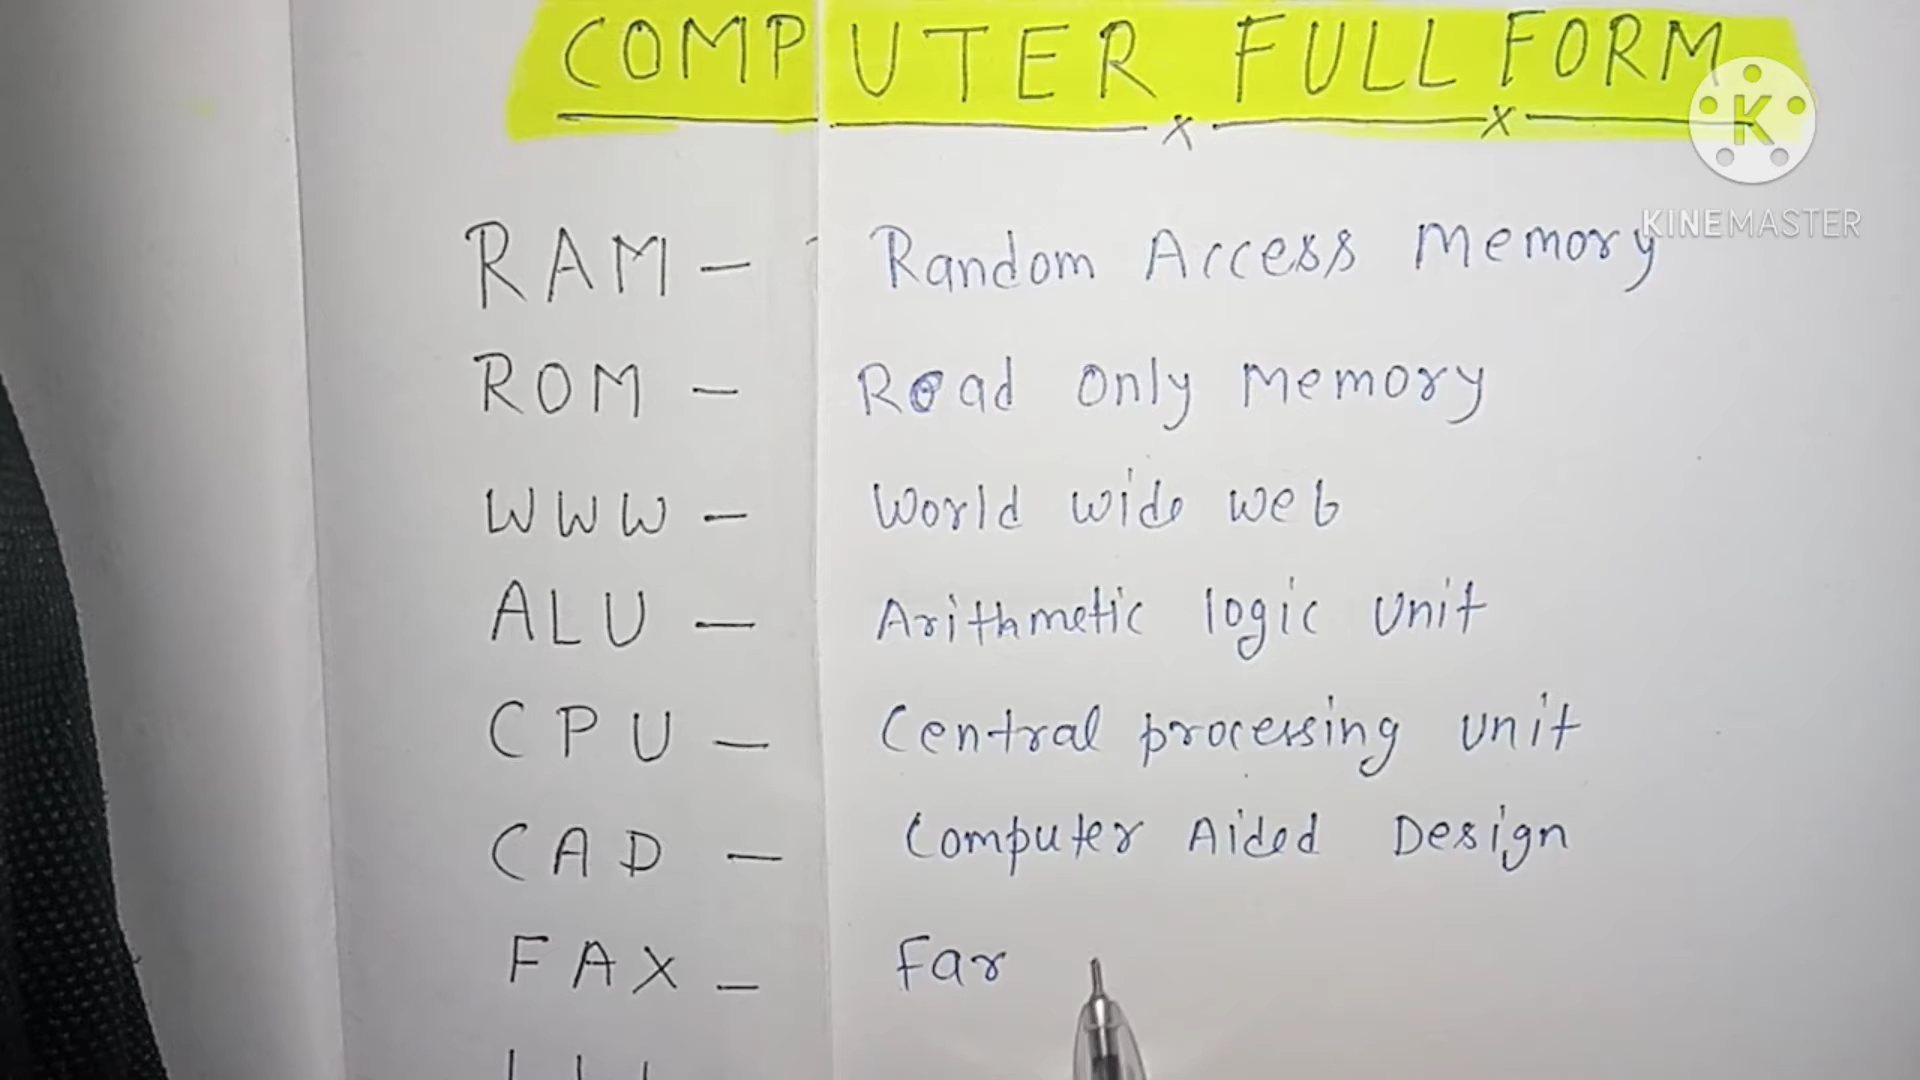 COMPUTER FULL FORM
K
KINEMASTER
RAM - Random Access Memory
ROM - Read Only Memory
WWW - World wide web
ALU - Arithmetic logic unit
CPU - Central processing unit
CAD - Computer Aided Design
FAX - Far